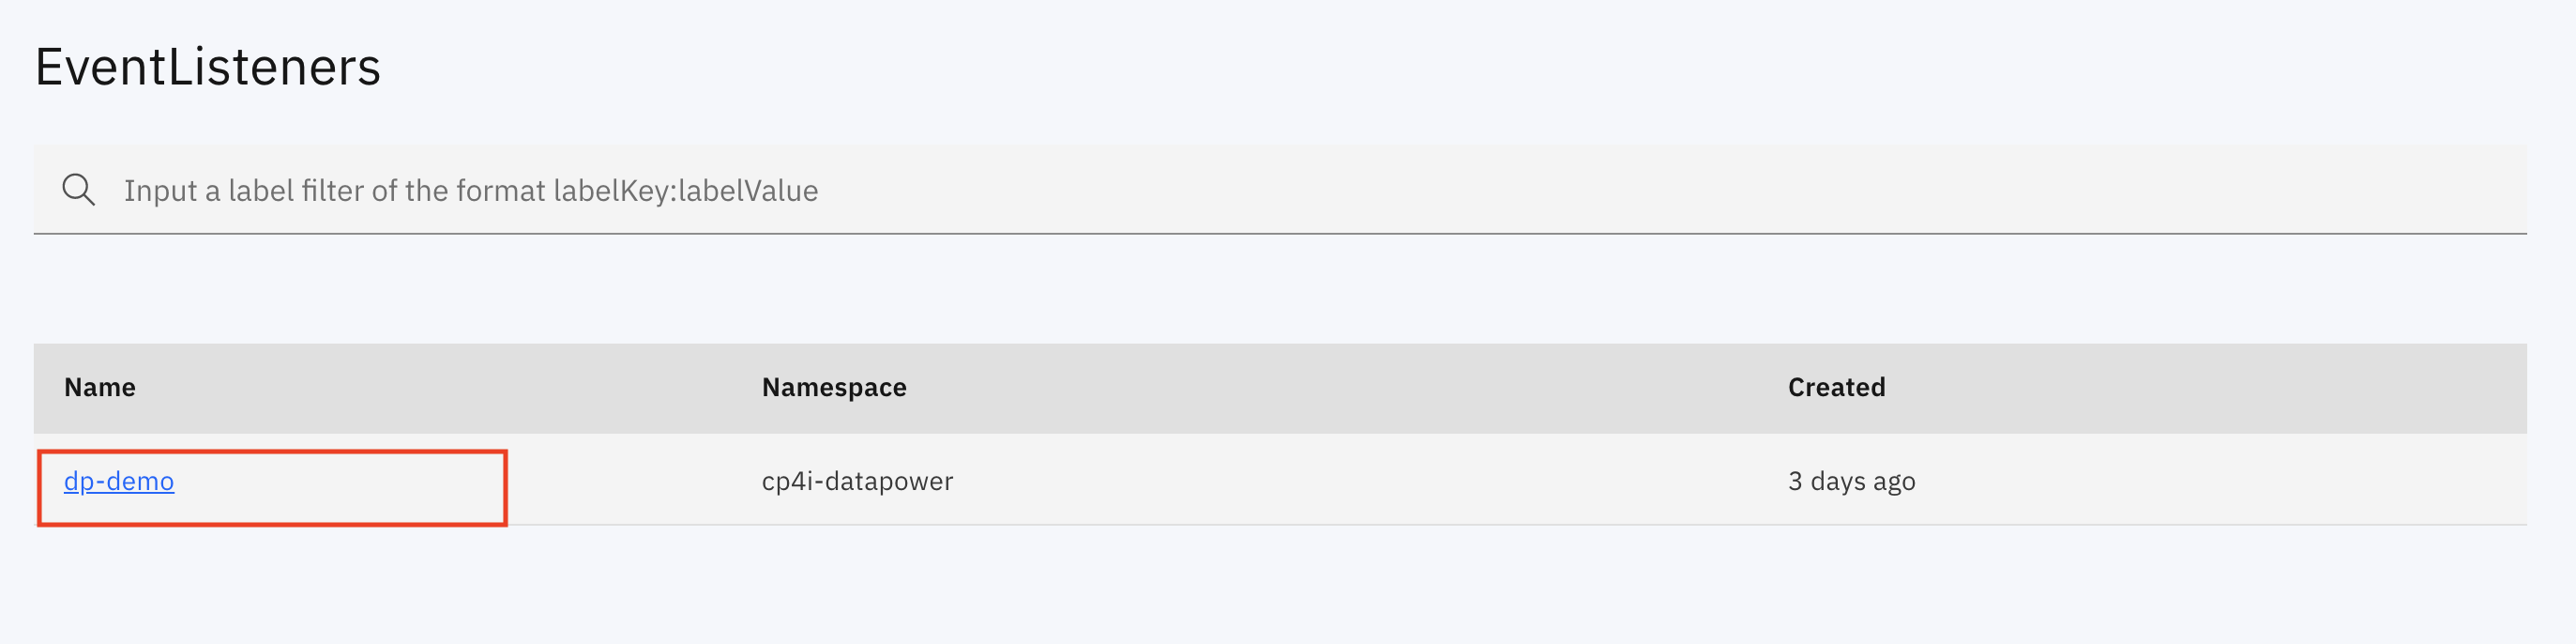 EventListeners
Input a label filter of the format labelKey:labelValue
Name Namespace Created
dp-demo cp4i-datapower 3 days ago